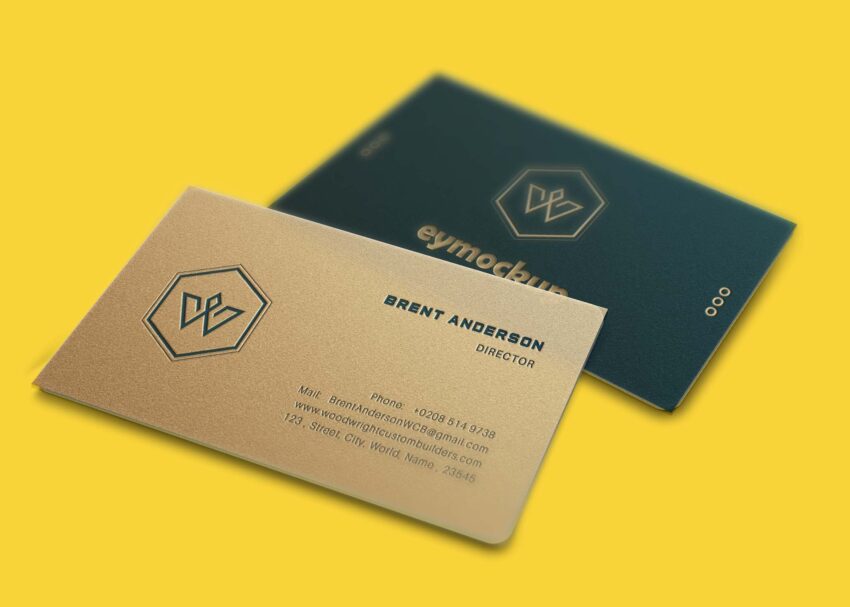 eymockup
BRENT ANDERSON
DIRECTOR
Phone: +0208 514 9738
Mail: BrentAndersonWCB@gmail.com
www.woodwrightcustombuilders.com
123 , Street, City, World, Name , 23545